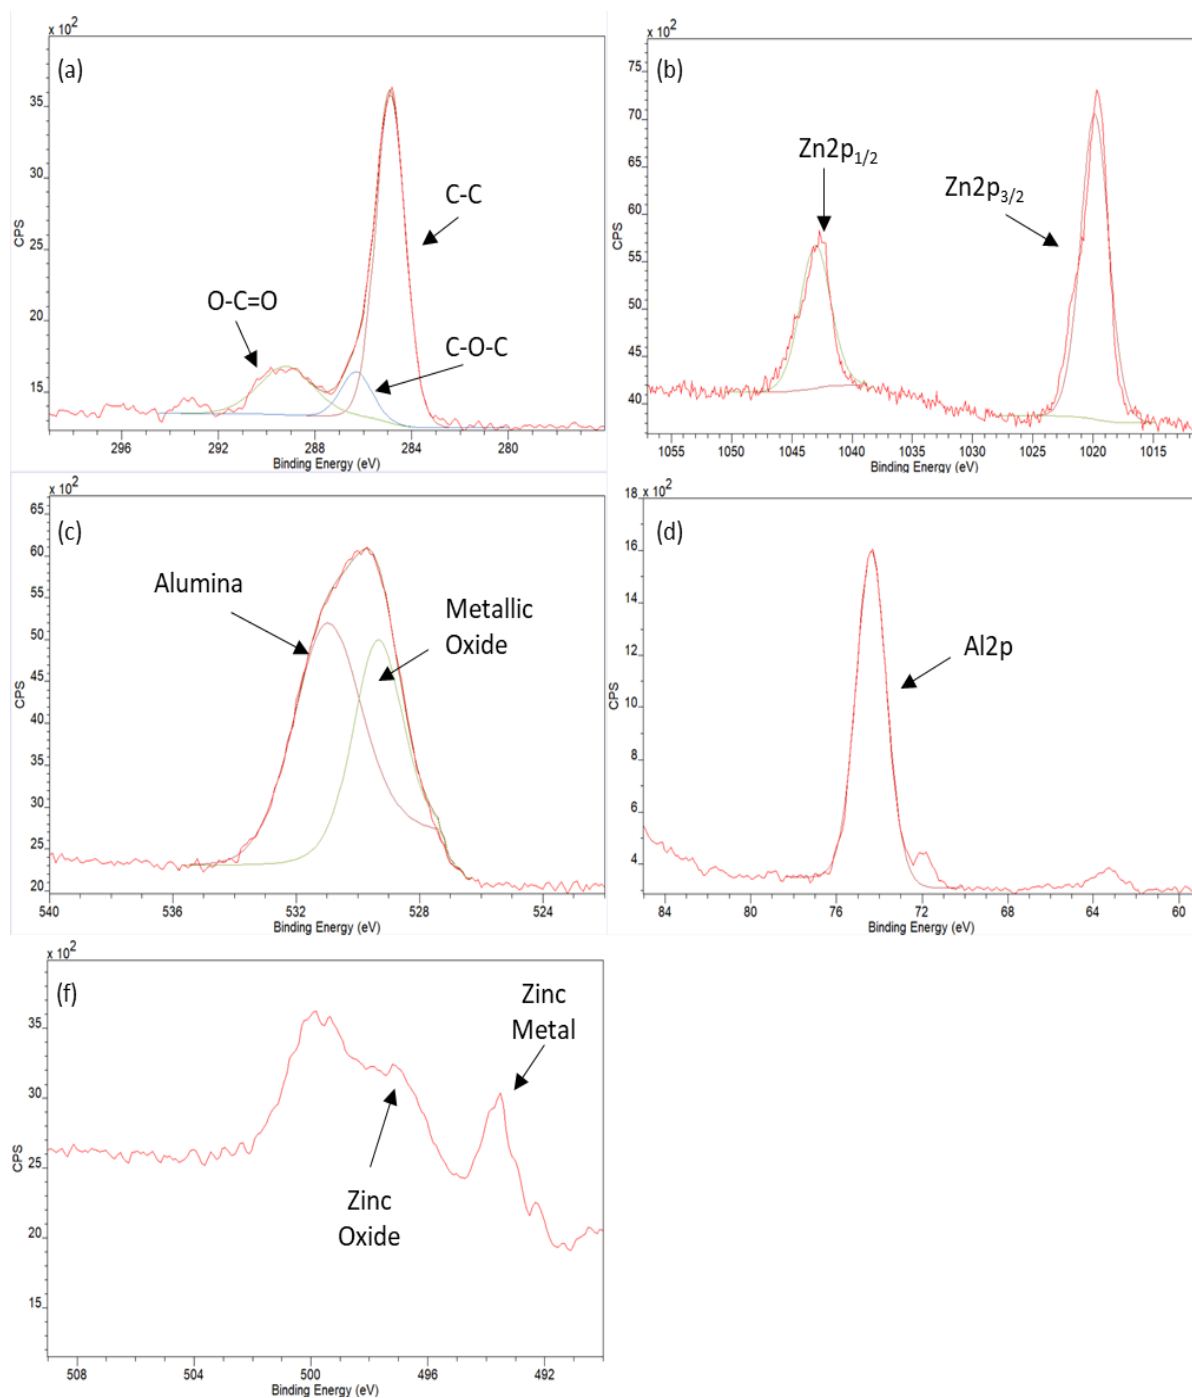 x 10²
(a)
35
30
25
20
15
CPS
C-C
O-C=O
C-O-C
296
292
288
284
280
Binding Energy (eV)
x 10²
(b)
75
70
65
60
55
50
45
40
CPS
Zn2p1/2
Zn2p3/2
1055
1050
1045
1040
1035
1030
1025
1020
1015
Binding Energy (eV)
x 10²
(c)
65
60
55
50
45
40
35
30
25
20
CPS
Alumina
Metallic
Oxide
540
536
532
528
524
Binding Energy (eV)
18
x 10²
(d)
16
14
12
10
8
6
4
CPS
Al2p
84
80
76
72
68
64
60
Binding Energy (eV)
x 10²
(f)
35
30
25
20
15
CPS
Zinc
Metal
Zinc
Oxide
508
504
500
496
492
Binding Energy (eV)